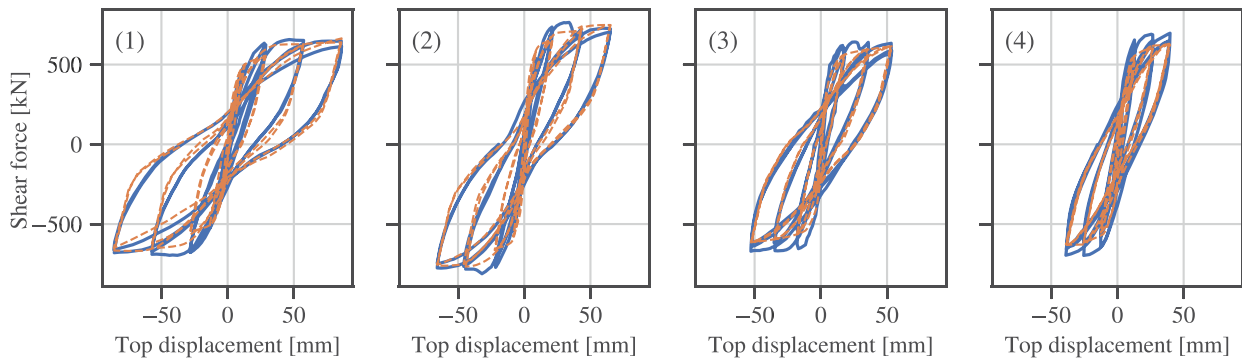 (1) (2) (3) (4)
Shear force [kN]
500
0
−500
−50 0 50 −50 0 50 −50 0 50 −50 0 50
Top displacement [mm] Top displacement [mm] Top displacement [mm] Top displacement [mm]